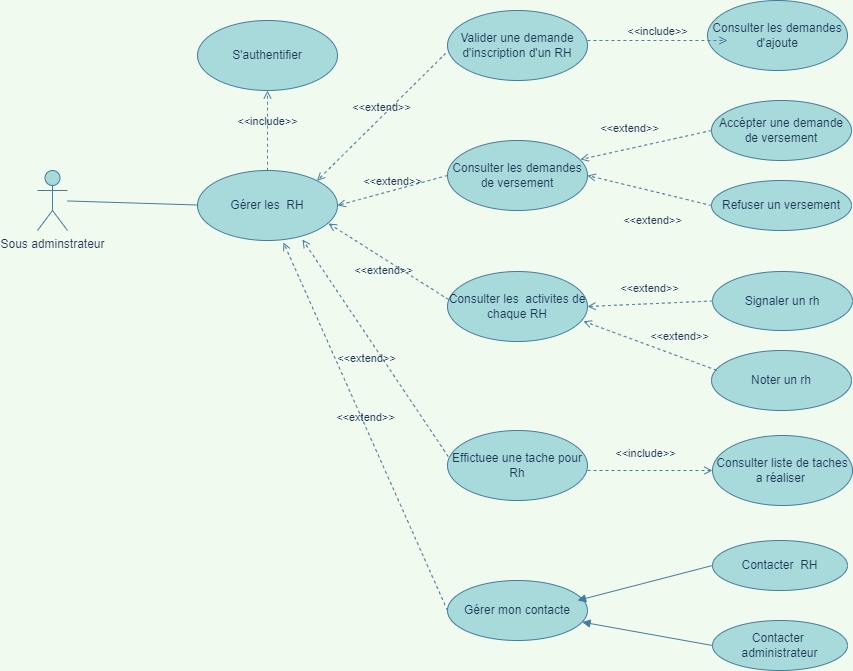 Valider une demande
d'inscription d'un RH
<<include>>
Consulter les demandes
d'ajoute
S'authentifier
<<include>>
<<extend>>
Consulter les demandes
de versement
<<extend>>
Accépter une demande
de versement
<<extend>>
Refuser un versement
<<extend>>
Sous adminstrateur
Gérer les RH
<<extend>>
Consulter les activites de
chaque RH
<<extend>>
Signaler un rh
<<extend>>
Noter un rh
<<extend>>
<<extend>>
Effictuee une tache pour
Rh
<<include>>
Consulter liste de taches
a réaliser
Gérer mon contacte
Contacter RH
Contacter
administrateur